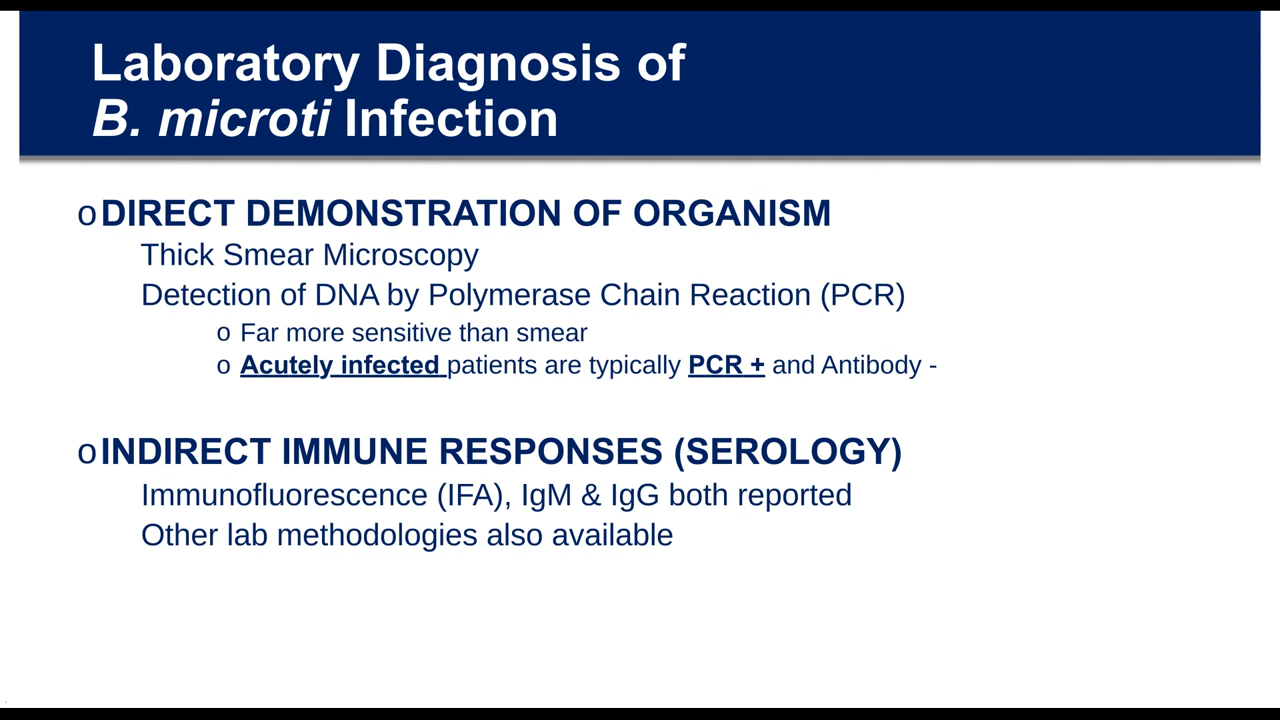 Laboratory Diagnosis of
B. microti Infection
o DIRECT DEMONSTRATION OF ORGANISM
Thick Smear Microscopy
Detection of DNA by Polymerase Chain Reaction (PCR)
o Far more sensitive than smear
o Acutely infected patients are typically PCR + and Antibody -
o INDIRECT IMMUNE RESPONSES (SEROLOGY)
Immunofluorescence (IFA), IgM & IgG both reported
Other lab methodologies also available